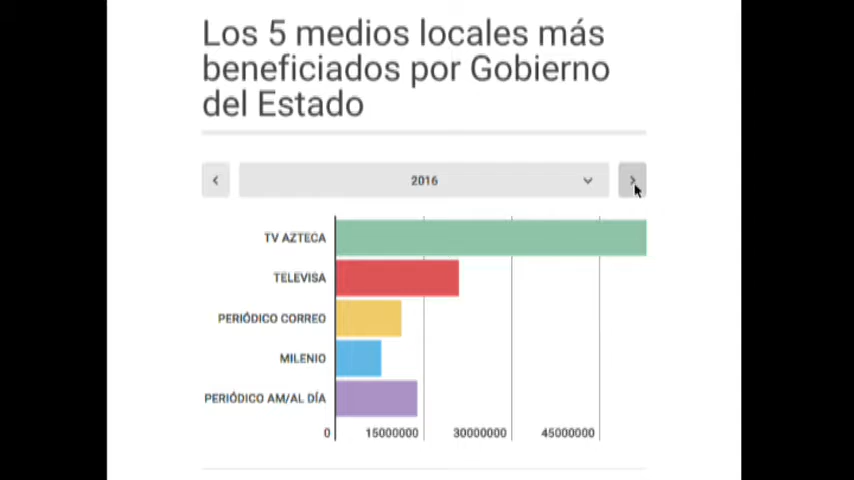 Los 5 medios locales más
beneficiados por Gobierno
del Estado
2016
TV AZTECA
TELEVISA
PERIÓDICO CORREO
MILENIO
PERIÓDICO AM/AL DÍA
0 15000000 30000000 45000000